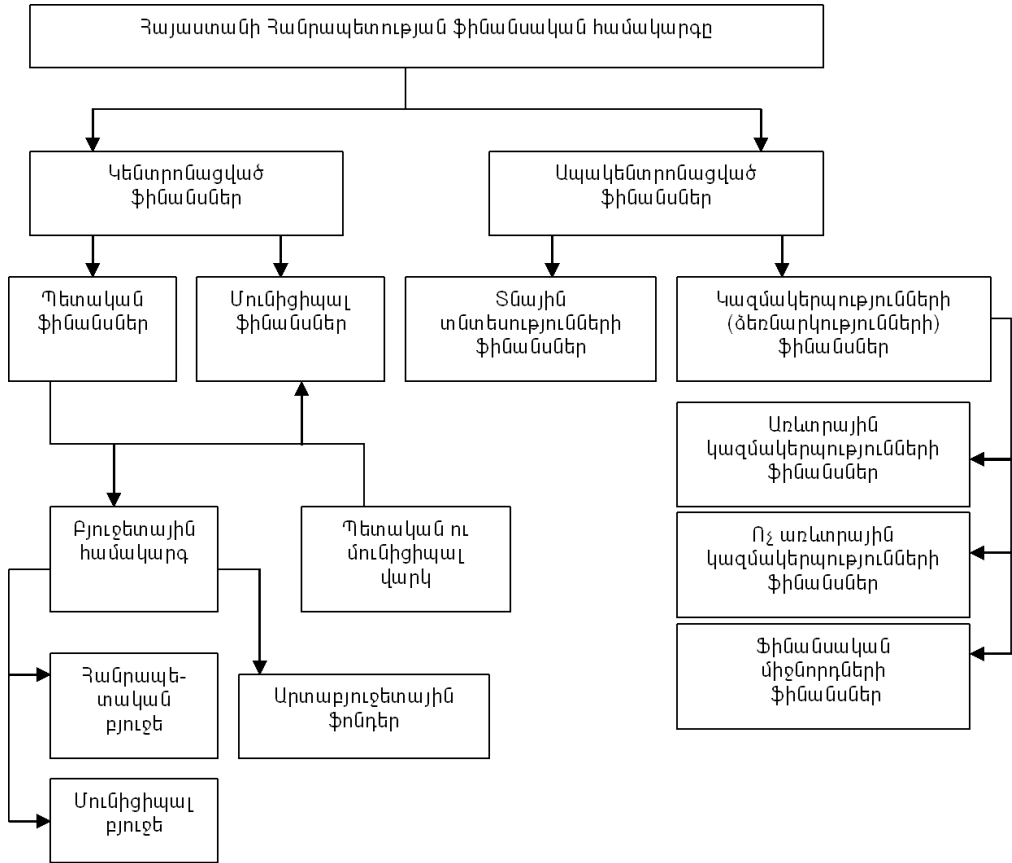 Հայաստանի Հանրապետության ֆինանսական համակարգը
Կենտրոնացված
ֆինանսներ
Ապակենտրոնացված
ֆինանսներ
Պետական
ֆինանսներ
Մունիցիպալ
ֆինանսներ
Տնային
տնտեսությունների
ֆինանսներ
Կազմակերպությունների
(ձեռնարկությունների)
ֆինանսներ
Առևտրային
կազմակերպությունների
ֆինանսներ
Բյուջետային
համակարգ
Պետական ու
մունիցիպալ
վարկ
Ոչ առևտրային
կազմակերպությունների
ֆինանսներ
Ֆինանսական
միջնորդների
ֆինանսներ
Հանրապե-
տական
բյուջե
Արտաբյուջետային
ֆոնդեր
Մունիցիպալ
բյուջե